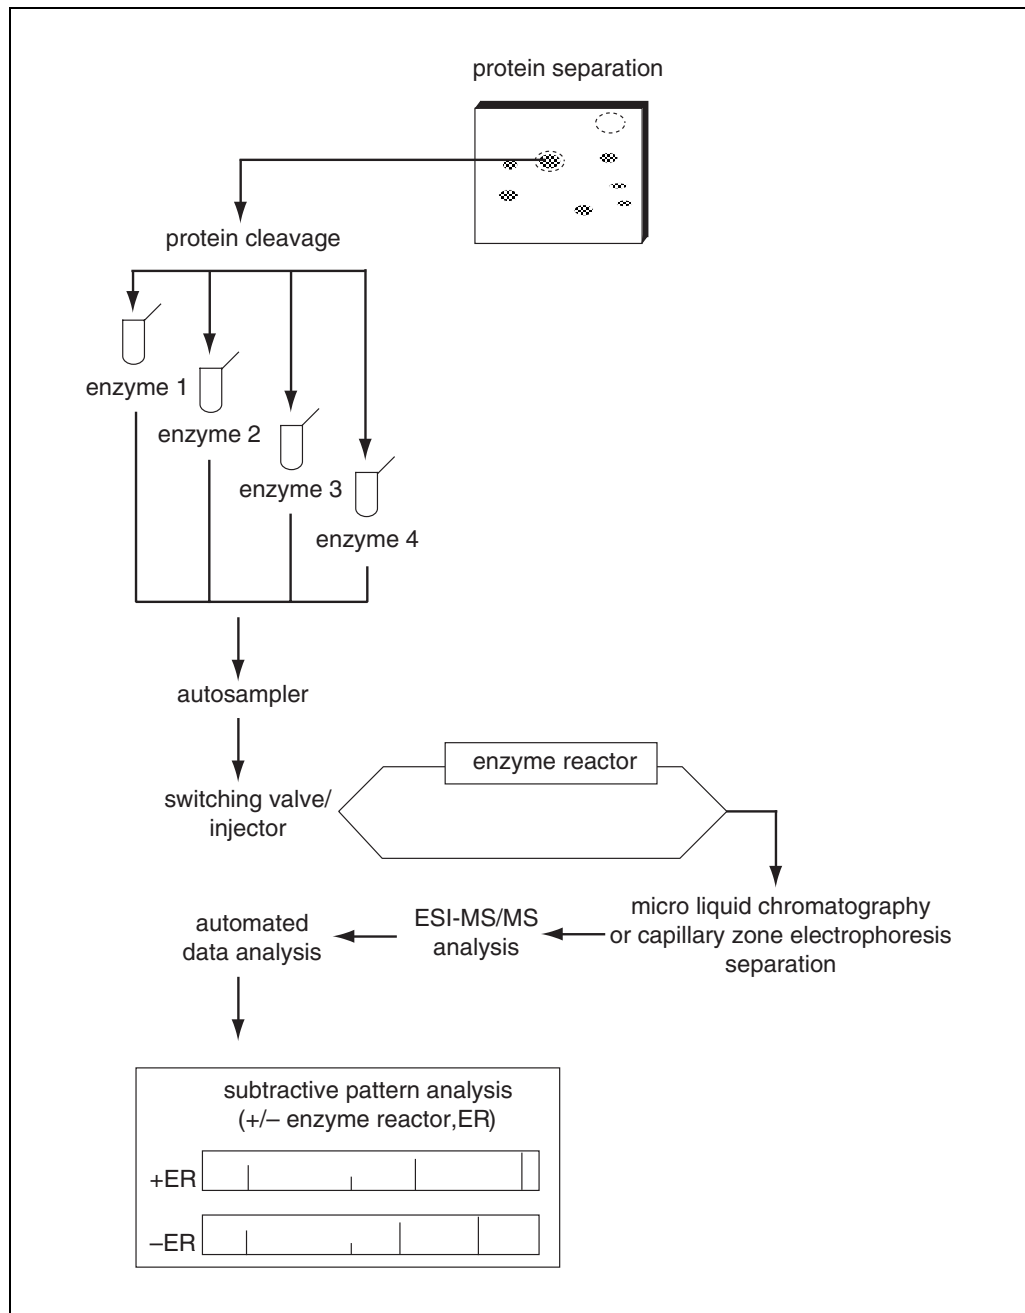 protein separation
protein cleavage
enzyme 1
enzyme 2
enzyme 3
enzyme 4
autosampler
switching valve/
injector
enzyme reactor
micro liquid chromatography
or capillary zone electrophoresis
separation
ESI-MS/MS
analysis
automated
data analysis
subtractive pattern analysis
(+/– enzyme reactor,ER)
+ER
–ER